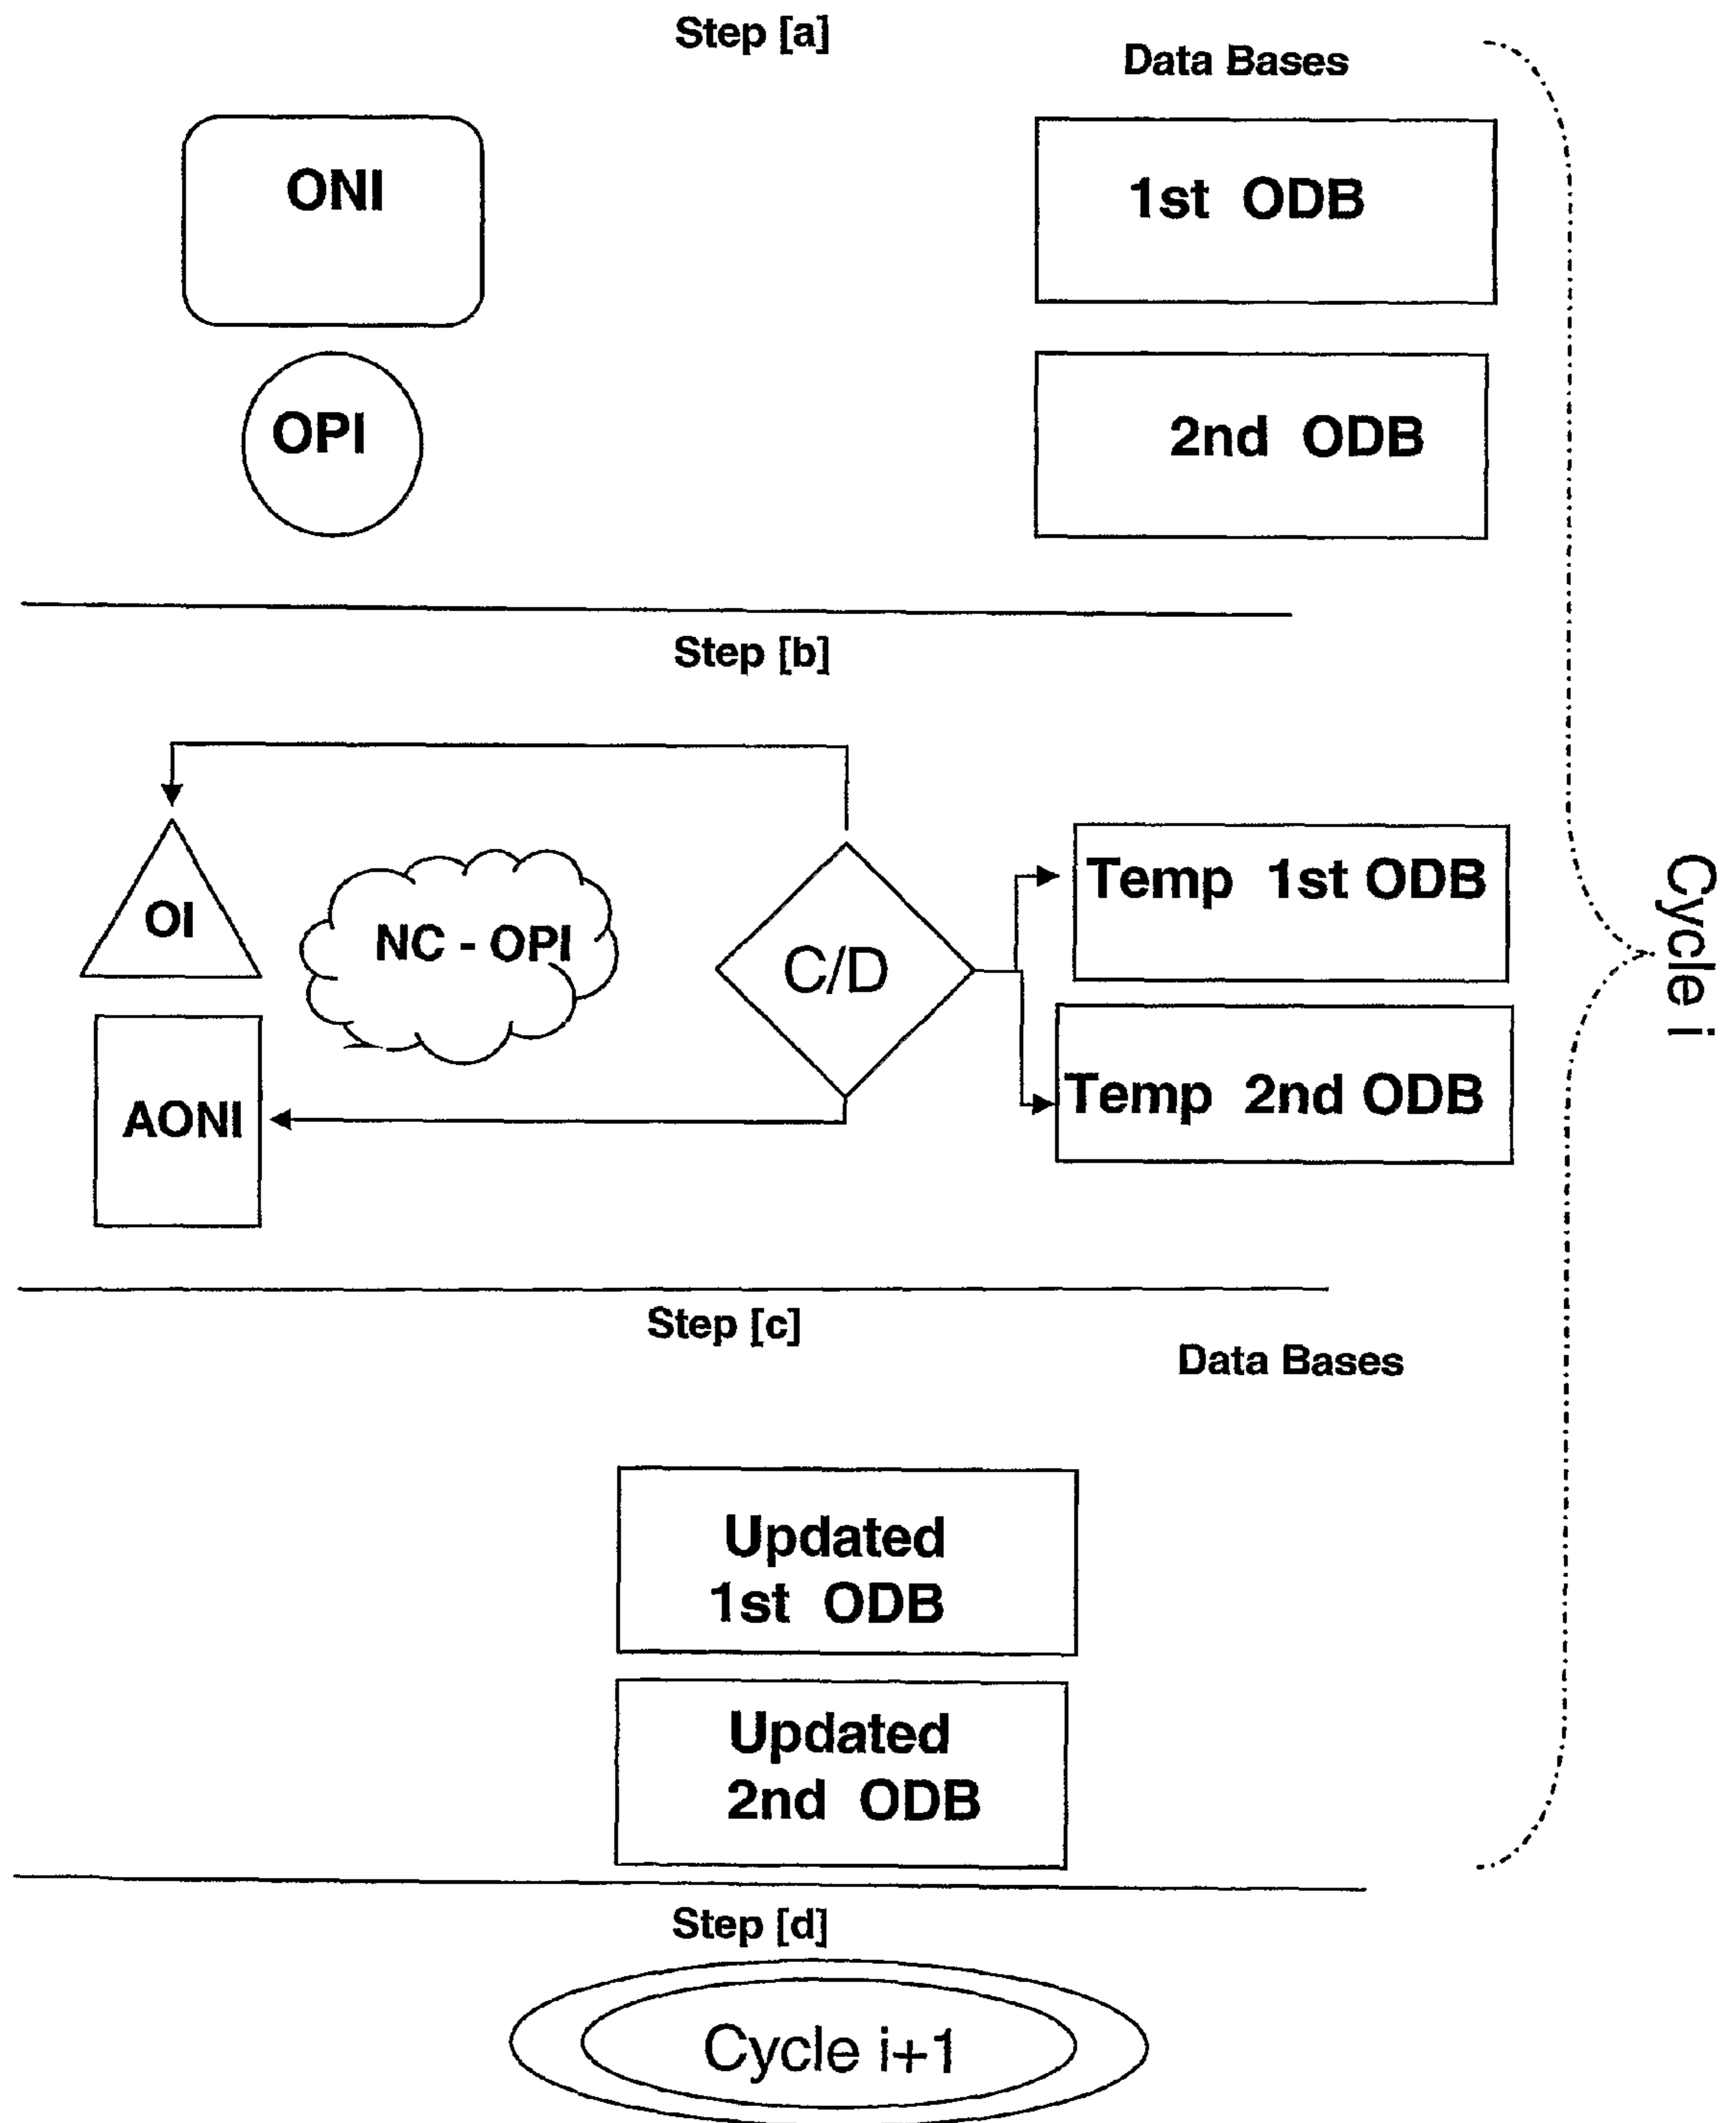 Step [a]
Data Bases
ONI
1st ODB
OPI
2nd ODB
Step [b]
OI
NC - OPI
C/D
Temp 1st ODB
AONI
Temp 2nd ODB
Cycle i
Step [c]
Data Bases
Updated
1st ODB
Updated
2nd ODB
Step [d]
Cycle i+1